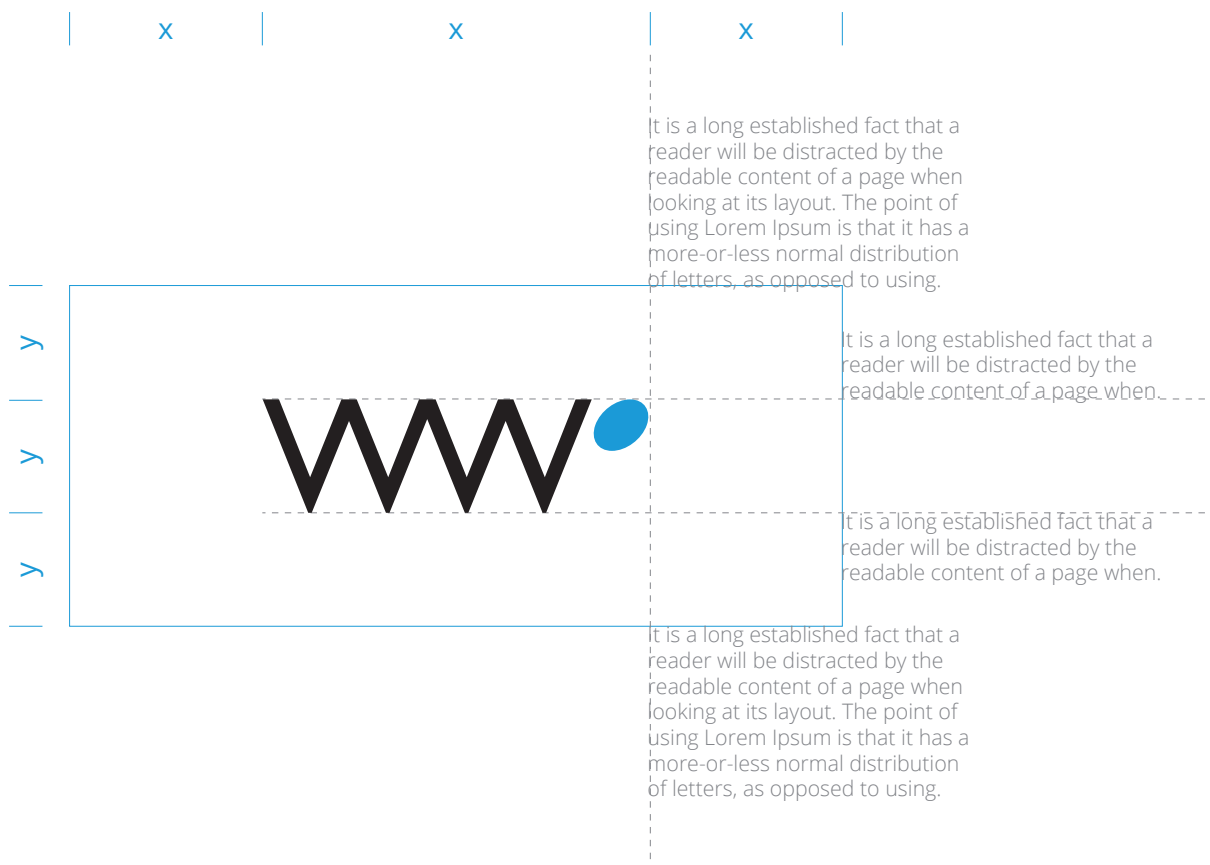 x x x
It is a long established fact that a
reader will be distracted by the
readable content of a page when
looking at its layout. The point of
using Lorem Ipsum is that it has a
more-or-less normal distribution
of letters, as opposed to using.
y
It is a long established fact that a
reader will be distracted by the
readable content of a page when.
y
WW
It is a long established fact that a
reader will be distracted by the
readable content of a page when.
y
It is a long established fact that a
reader will be distracted by the
readable content of a page when
looking at its layout. The point of
using Lorem Ipsum is that it has a
more-or-less normal distribution
of letters, as opposed to using.